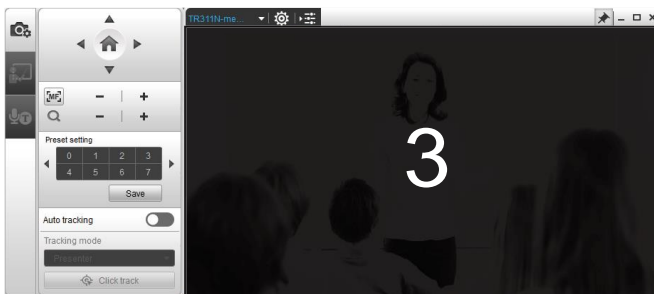 TR311N-me...
MF
Preset setting
0 1 2 3
4 5 6 7
Save
Auto tracking
Tracking mode
Presenter
Click track
3